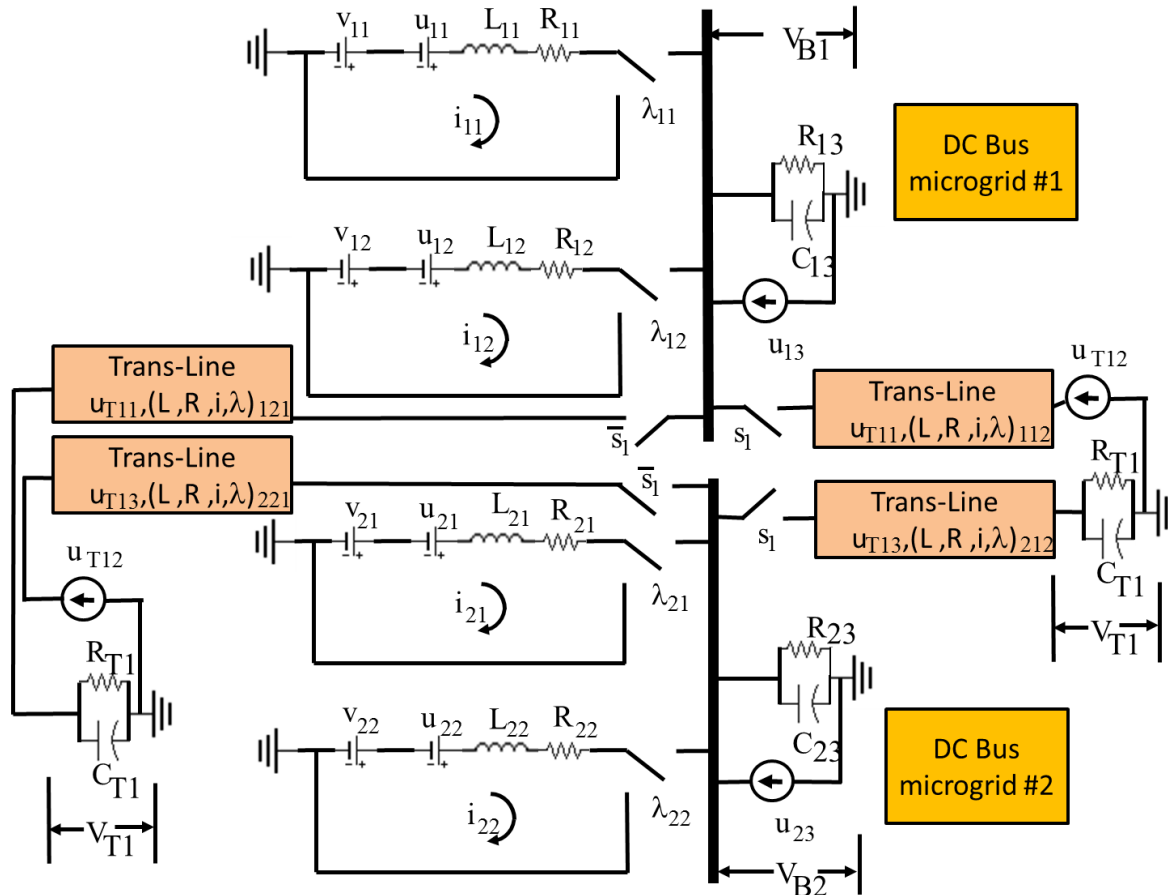 v11 u11 L11 R11
VB1
λ11
i11
R13
DC Bus
microgrid #1
C13
v12 u12 L12 R12
λ12
i12
u13
uT12
Trans-Line
uT11,(L ,R ,i,λ)121
Trans-Line
uT11,(L ,R ,i,λ)112
s̄1
s1
Trans-Line
uT13,(L ,R ,i,λ)221
s̄1
s1
Trans-Line
uT13,(L ,R ,i,λ)212
RT1
CT1
VT1
v21 u21 L21 R21
λ21
i21
uT12
RT1
CT1
VT1
R23
C23
v22 u22 L22 R22
λ22
i22
u23
DC Bus
microgrid #2
VB2